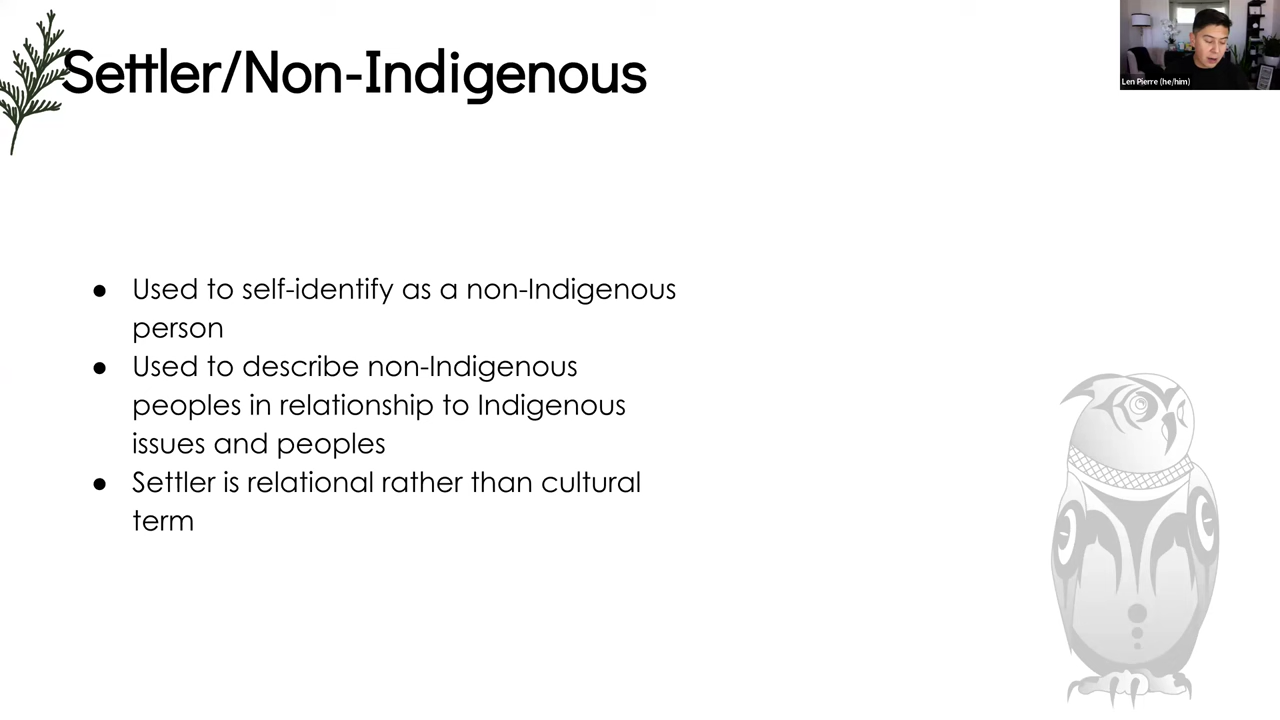 Settler/Non-Indigenous
Len Pierre (he/him)
● Used to self-identify as a non-Indigenous
person
● Used to describe non-Indigenous
peoples in relationship to Indigenous
issues and peoples
● Settler is relational rather than cultural
term